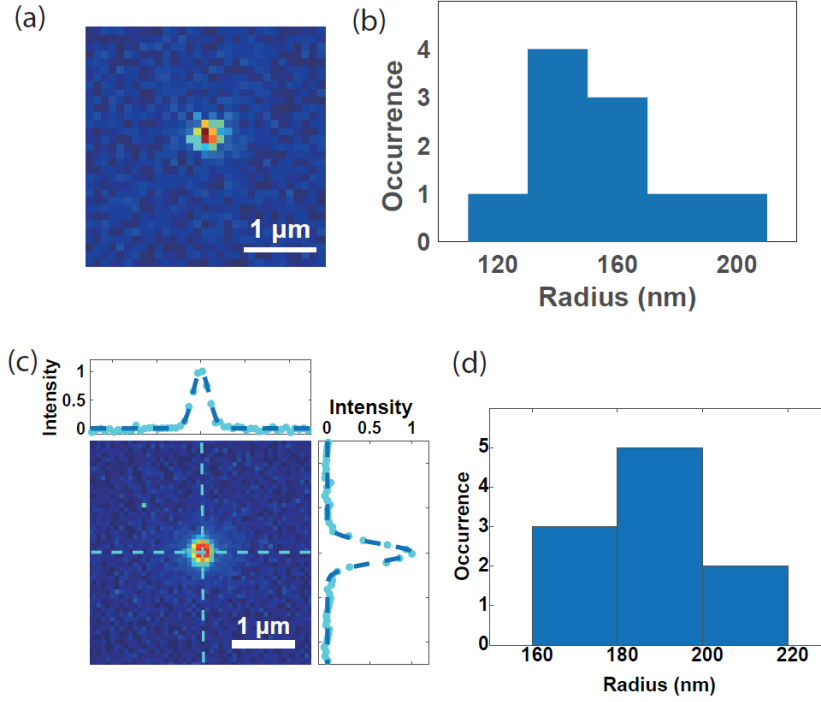 (a)
1 μm
(b)
Occurrence
4
3
2
1
0
120 160 200
Radius (nm)
(c)
Intensity
1
0.5
0
Intensity
0 0.5 1
1 μm
(d)
Occurrence
5
4
3
2
1
0
160 180 200 220
Radius (nm)